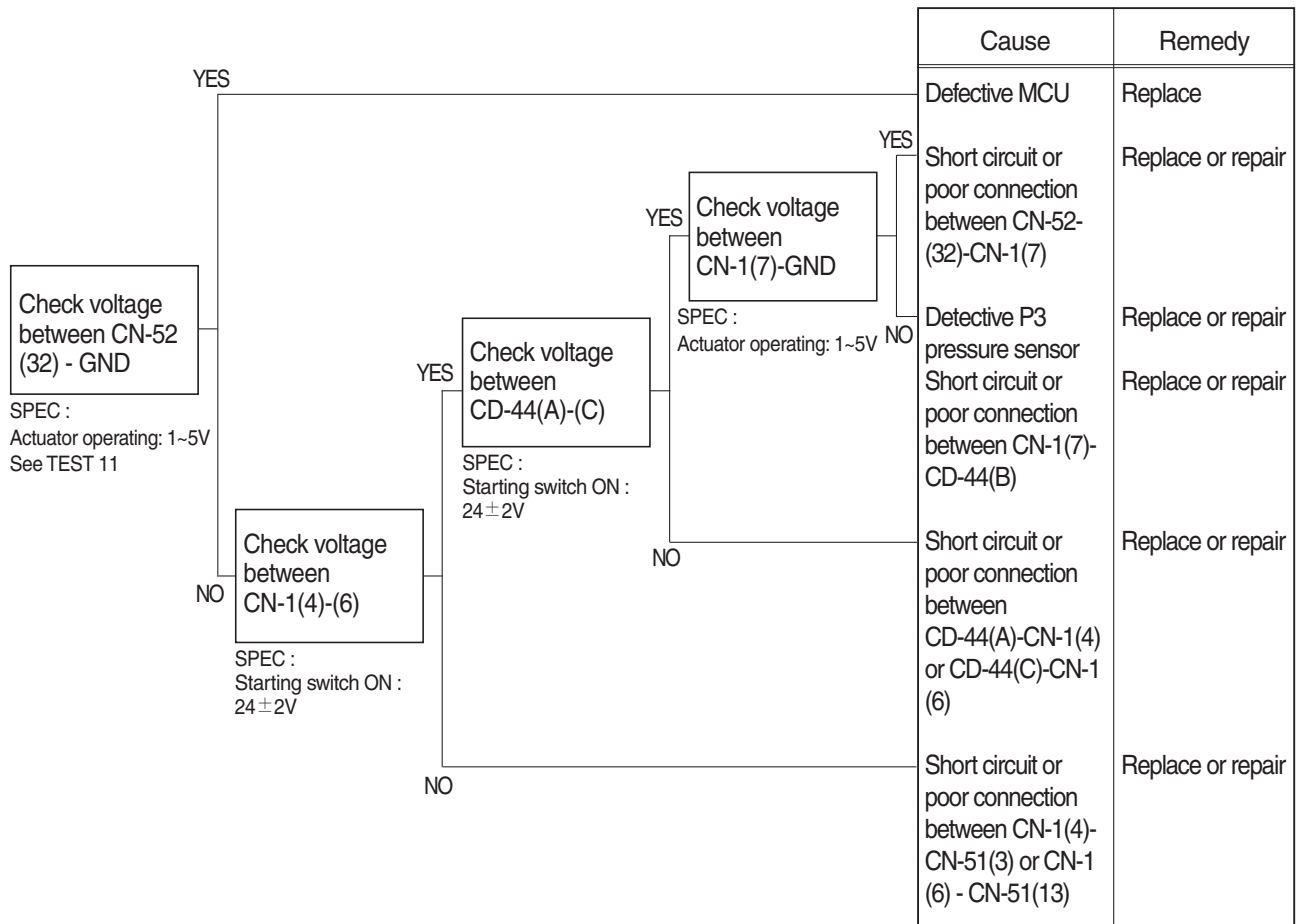 Cause
Remedy
YES
Defective MCU
Replace
YES
Short circuit or
poor connection
between CN-52-
(32)-CN-1(7)
Replace or repair
YES
Check voltage
between
CN-1(7)-GND
SPEC :
Actuator operating: 1~5V
NO
Detective P3
pressure sensor
Replace or repair
Short circuit or
poor connection
between CN-1(7)-
CD-44(B)
Replace or repair
Check voltage
between CN-52
(32) - GND
SPEC :
Actuator operating: 1~5V
See TEST 11
YES
Check voltage
between
CD-44(A)-(C)
SPEC :
Starting switch ON :
24±2V
NO
Short circuit or
poor connection
between
CD-44(A)-CN-1(4)
or CD-44(C)-CN-1
(6)
Replace or repair
NO
Check voltage
between
CN-1(4)-(6)
SPEC :
Starting switch ON :
24±2V
NO
Short circuit or
poor connection
between CN-1(4)-
CN-51(3) or CN-1
(6) - CN-51(13)
Replace or repair